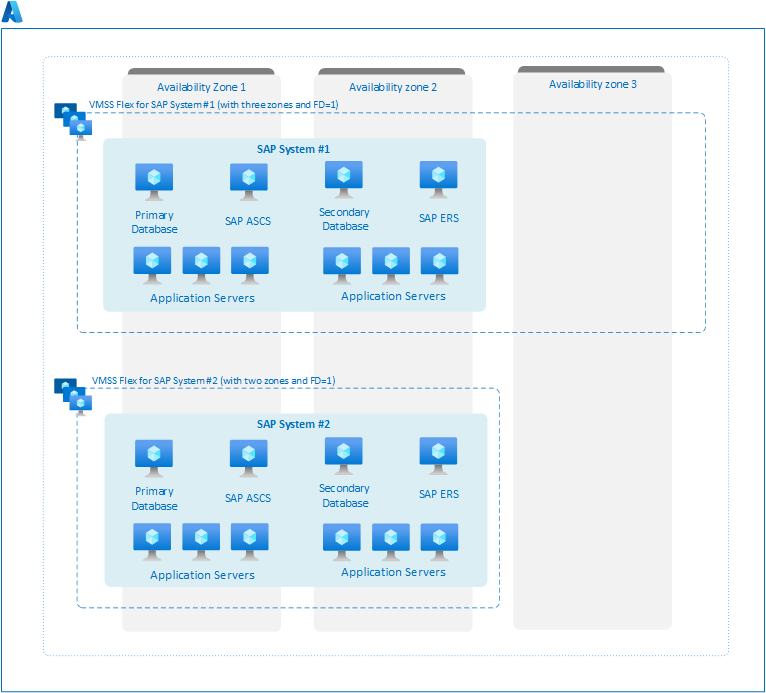 Availability Zone 1
Availability zone 2
Availability zone 3
VMSS Flex for SAP System #1 (with three zones and FD=1)
SAP System #1
Primary
Database
SAP ASCS
Secondary
Database
SAP ERS
Application Servers
Application Servers
VMSS Flex for SAP System #2 (with two zones and FD=1)
SAP System #2
Primary
Database
SAP ASCS
Secondary
Database
SAP ERS
Application Servers
Application Servers